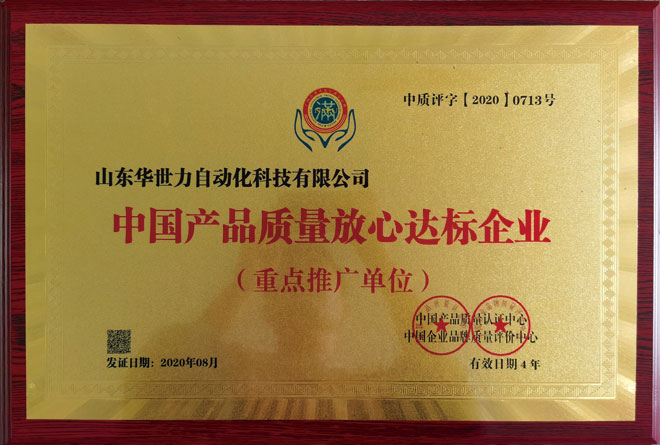 中质评字【2020】0713号
满
山东华世力自动化科技有限公司
中国产品质量放心达标企业
（重点推广单位）
中国产品质量认证中心
中国企业品牌质量评价中心
发证日期：2020年08月
有效日期4年